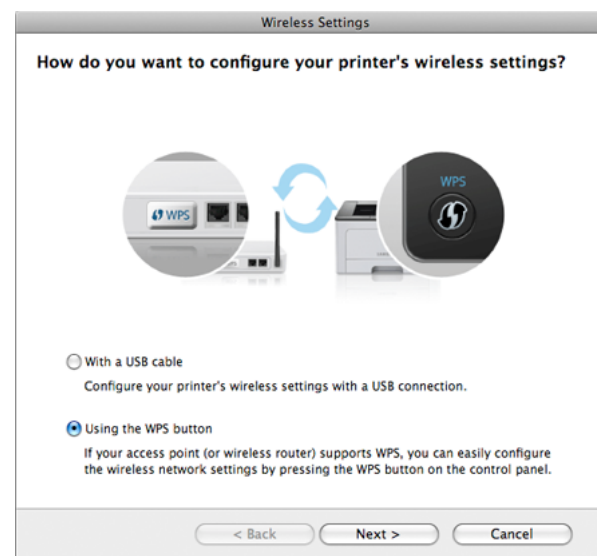 Wireless Settings
How do you want to configure your printer's wireless settings?
WPS
WPS
With a USB cable
Configure your printer's wireless settings with a USB connection.
Using the WPS button
If your access point (or wireless router) supports WPS, you can easily configure
the wireless network settings by pressing the WPS button on the control panel.
< Back Next > Cancel